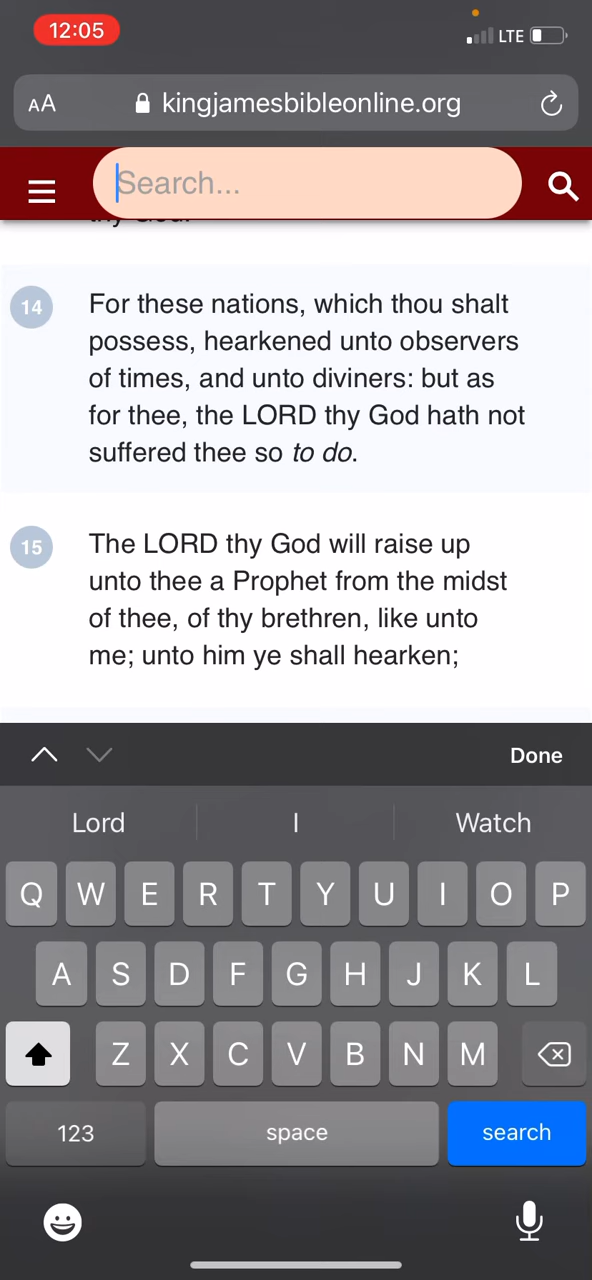 12:05
LTE
AA
kingjamesbibleonline.org
Search...
thy God.
14
For these nations, which thou shalt
possess, hearkened unto observers
of times, and unto diviners: but as
for thee, the LORD thy God hath not
suffered thee so to do.
15
The LORD thy God will raise up
unto thee a Prophet from the midst
of thee, of thy brethren, like unto
me; unto him ye shall hearken;
Done
Lord I Watch
Q W E R T Y U I O P
A S D F G H J K L
Z X C V B N M
123 space search